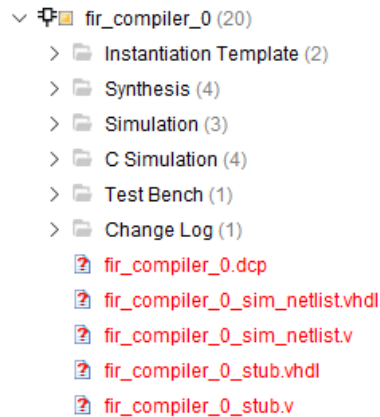 fir_compiler_0 (20)
Instantiation Template (2)
Synthesis (4)
Simulation (3)
C Simulation (4)
Test Bench (1)
Change Log (1)
fir_compiler_0.dcp
fir_compiler_0_sim_netlist.vhdl
fir_compiler_0_sim_netlist.v
fir_compiler_0_stub.vhdl
fir_compiler_0_stub.v